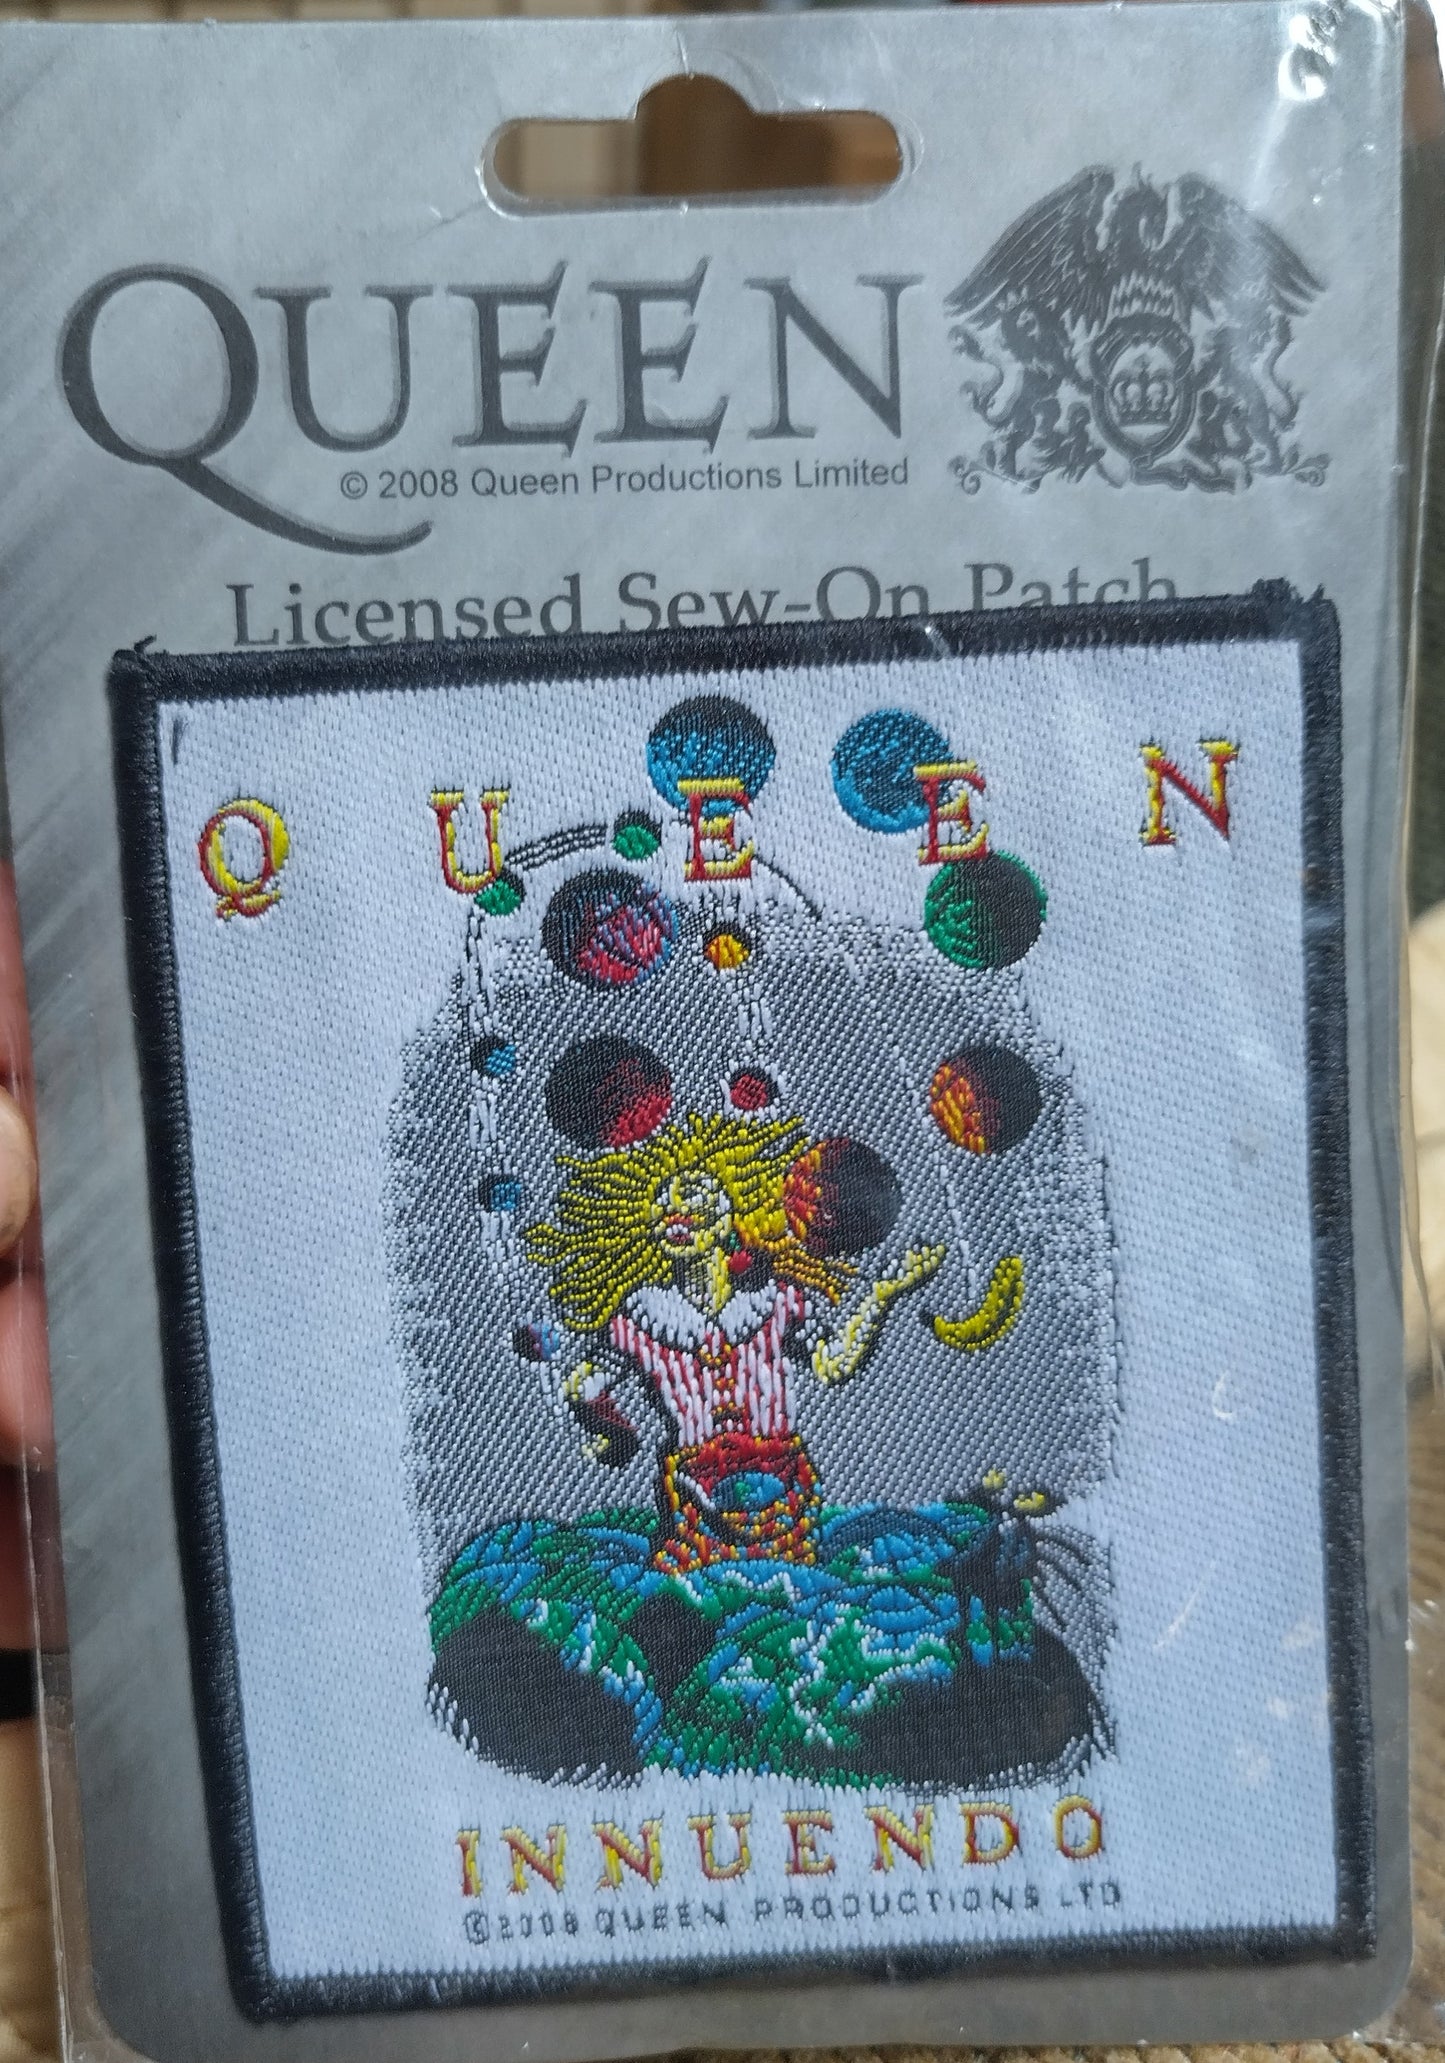 QUEEN
© 2008 Queen Productions Limited
Licensed Sew-On Patch
QUEEN
INNUENDO
© 2008 QUEEN PRODUCTIONS LTD